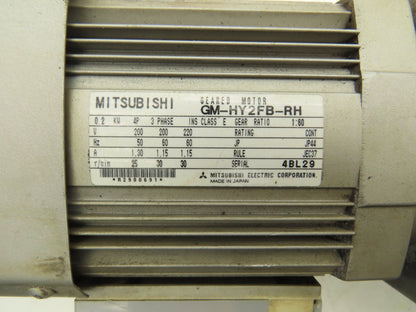 MITSUBISHI GEARED MOTOR GM-HY2FB-RH
0.2 KW 4P 3 PHASE INS CLASS E GEAR RATIO 1:60
V 200 200 220 RATING CONT
Hz 50 60 60 JP JP44
A 1.30 1.15 1.15 RULE JEC37
r/min 25 30 30 SERIAL 4BL29
MITSUBISHI ELECTRIC CORPORATION.
*R2980691*
MADE IN JAPAN